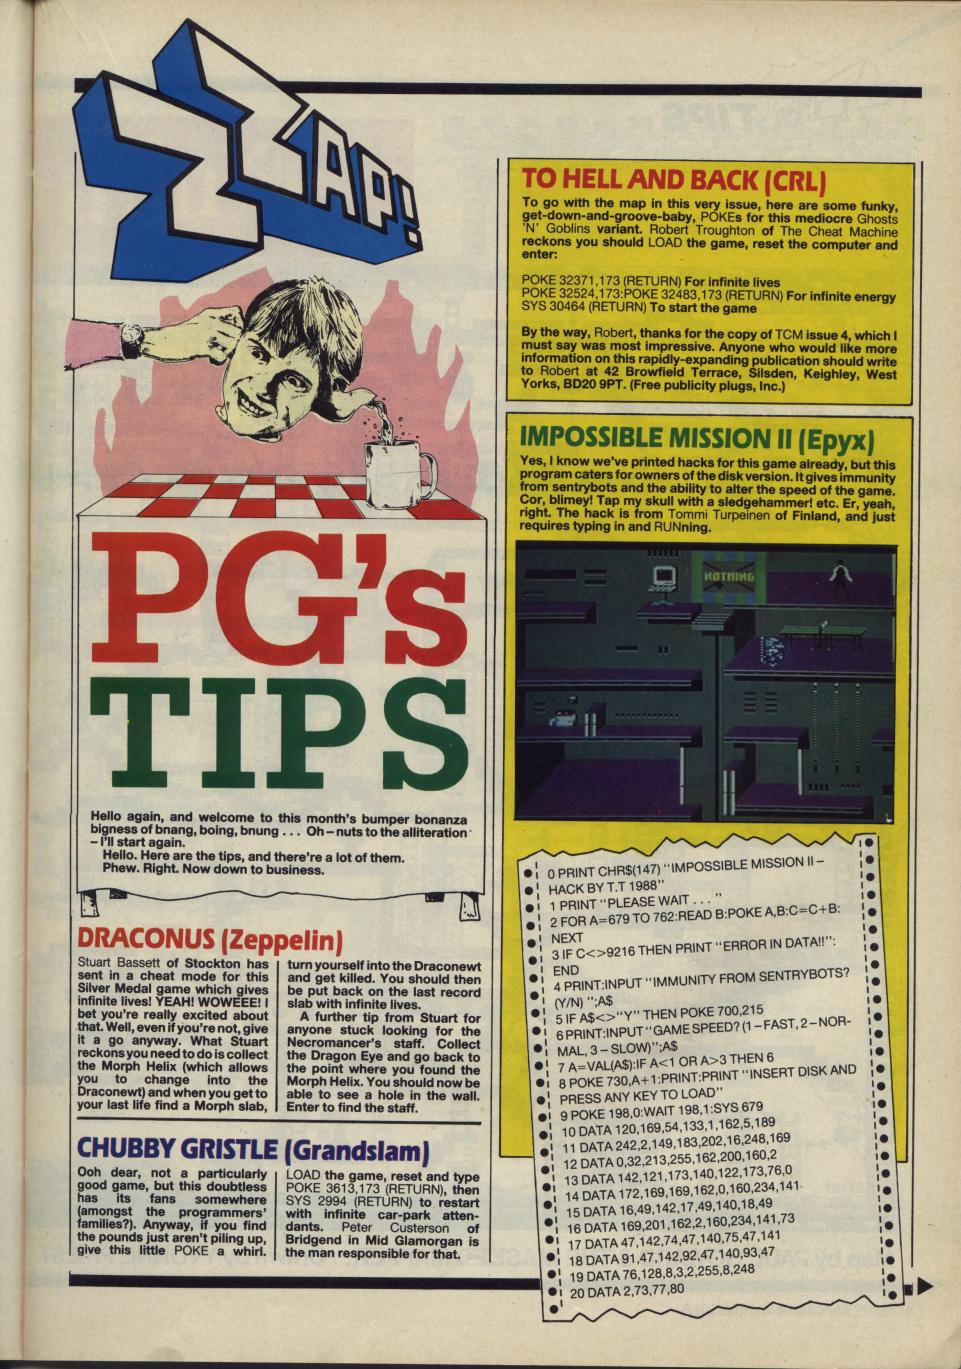 ZZAP!
PG's
TIPS
Hello again, and welcome to this month's bumper bonanza
bigness of bnang, boing, bnung . . . Oh – nuts to the alliteration
– I'll start again.
Hello. Here are the tips, and there're a lot of them.
Phew. Right. Now down to business.
DRACONUS (Zeppelin)
Stuart Bassett of Stockton has
sent in a cheat mode for this
Silver Medal game which gives
infinite lives! YEAH! WOWEEE! I
bet you're really excited about
that. Well, even if you're not, give
it a go anyway. What Stuart
reckons you need to do is collect
the Morph Helix (which allows
you to change into the
Draconewt) and when you get to
your last life find a Morph slab,
turn yourself into the Draconewt
and get killed. You should then
be put back on the last record
slab with infinite lives.
A further tip from Stuart for
anyone stuck looking for the
Necromancer's staff. Collect
the Dragon Eye and go back to
the point where you found the
Morph Helix. You should now be
able to see a hole in the wall.
Enter to find the staff.
CHUBBY GRISTLE (Grandslam)
Ooh dear, not a particularly
good game, but this doubtless
has its fans somewhere
(amongst the programmers'
families?). Anyway, if you find
the pounds just aren't piling up,
give this little POKE a whirl.
LOAD the game, reset and type
POKE 3613,173 (RETURN), then
SYS 2994 (RETURN) to restart
with infinite car-park atten-
dants. Peter Custerson of
Bridgend in Mid Glamorgan is
the man responsible for that.
TO HELL AND BACK (CRL)
To go with the map in this very issue, here are some funky,
get-down-and-groove-baby, POKEs for this mediocre Ghosts
'N' Goblins variant. Robert Troughton of The Cheat Machine
reckons you should LOAD the game, reset the computer and
enter:
POKE 32371,173 (RETURN) For infinite lives
POKE 32524,173:POKE 32483,173 (RETURN) For infinite energy
SYS 30464 (RETURN) To start the game
By the way, Robert, thanks for the copy of TCM issue 4, which I
must say was most impressive. Anyone who would like more
information on this rapidly-expanding publication should write
to Robert at 42 Browfield Terrace, Silsden, Keighley, West
Yorks, BD20 9PT. (Free publicity plugs, Inc.)
IMPOSSIBLE MISSION II (Epyx)
Yes, I know we've printed hacks for this game already, but this
program caters for owners of the disk version. It gives immunity
from sentrybots and the ability to alter the speed of the game.
Cor, blimey! Tap my skull with a sledgehammer! etc. Er, yeah,
right. The hack is from Tommi Turpeinen of Finland, and just
requires typing in and RUNning.
NOTHING
0 PRINT CHR$(147) "IMPOSSIBLE MISSION II –
HACK BY T.T 1988"
1 PRINT "PLEASE WAIT . . . "
2 FOR A=679 TO 762:READ B:POKE A,B:C=C+B:
NEXT
3 IF C<>9216 THEN PRINT "ERROR IN DATA!!":
END
4 PRINT:INPUT "IMMUNITY FROM SENTRYBOTS?
(Y/N) ";A$
5 IF A$<>"Y" THEN POKE 700,215
6 PRINT:INPUT "GAME SPEED? (1 – FAST, 2 – NOR-
MAL, 3 – SLOW)";A$
7 A=VAL(A$):IF A<1 OR A>3 THEN 6
8 POKE 730,A+1:PRINT:PRINT "INSERT DISK AND
PRESS ANY KEY TO LOAD"
9 POKE 198,0:WAIT 198,1:SYS 679
10 DATA 120,169,54,133,1,162,5,189
11 DATA 242,2,149,183,202,16,248,169
12 DATA 0,32,213,255,162,200,160,2
13 DATA 142,121,173,140,122,173,76,0
14 DATA 172,169,169,162,0,160,234,141
15 DATA 16,49,142,17,49,140,18,49
16 DATA 169,201,162,2,160,234,141,73
17 DATA 47,142,74,47,140,75,47,141
18 DATA 91,47,142,92,47,140,93,47
19 DATA 76,128,8,3,2,255,8,248
20 DATA 2,73,77,80